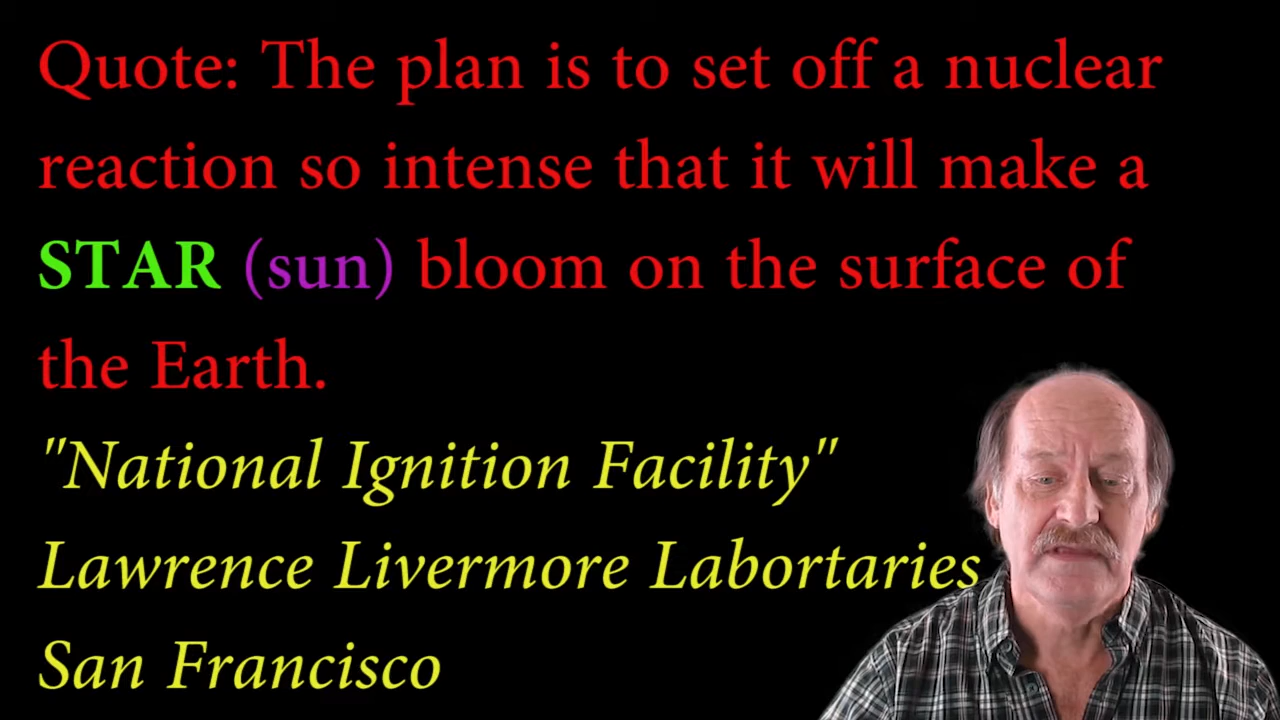 Quote: The plan is to set off a nuclear
reaction so intense that it will make a
STAR (sun) bloom on the surface of
the Earth.
"National Ignition Facility"
Lawrence Livermore Labortaries
San Francisco